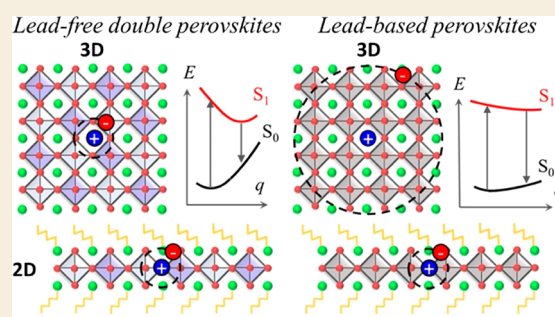 Lead-free double perovskites Lead-based perovskites
3D 3D
E S₁ S₀ q
E S₁ S₀
2D
+ -
+ -
+ -
+ -